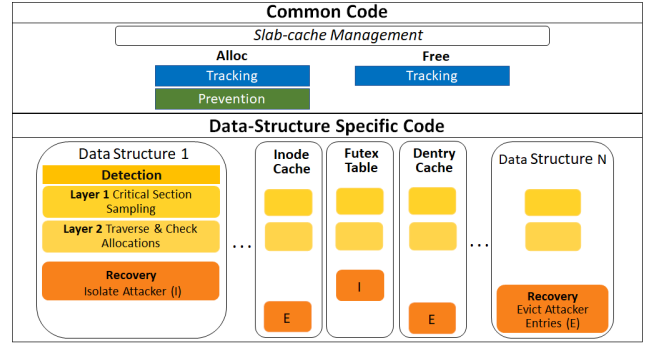 Common Code
Slab-cache Management
Alloc
Free
Tracking
Tracking
Prevention
Data-Structure Specific Code
Data Structure 1
Detection
Layer 1 Critical Section
Sampling
Layer 2 Traverse & Check
Allocations
Recovery
Isolate Attacker (I)
...
Inode
Cache
E
Futex
Table
I
Dentry
Cache
E
...
Data Structure N
Recovery
Evict Attacker
Entries (E)